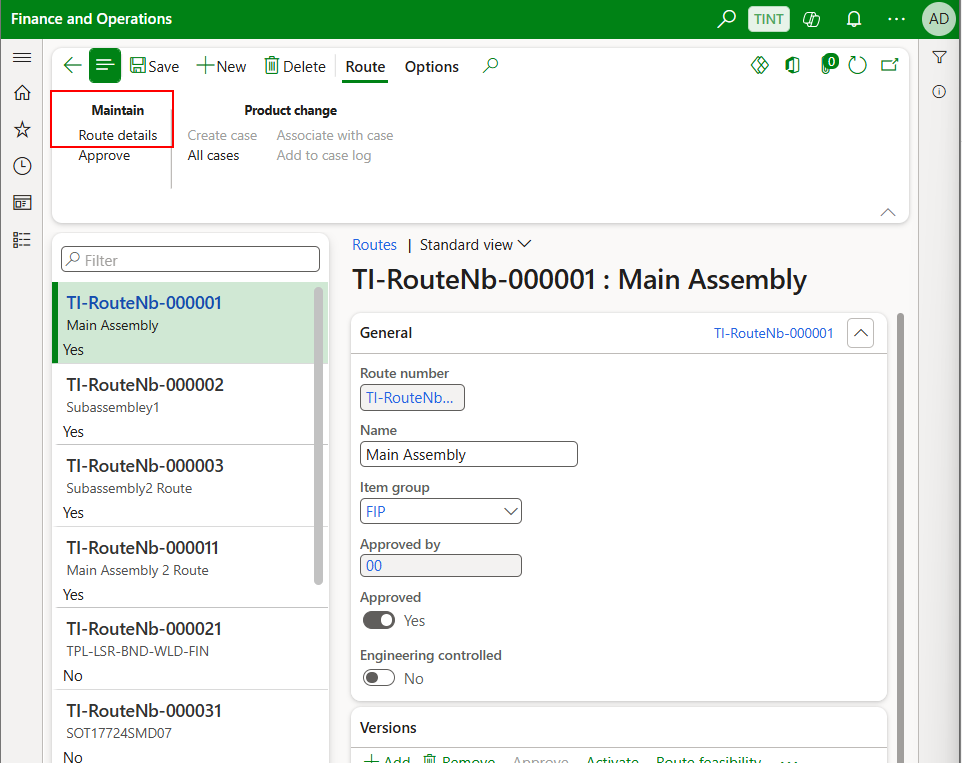 Finance and Operations
TINT
AD
Save
New
Delete
Route
Options
0
Maintain
Route details
Approve
Product change
Create case
Associate with case
All cases
Add to case log
Filter
TI-RouteNb-000001
Main Assembly
Yes
TI-RouteNb-000002
Subassembley1
Yes
TI-RouteNb-000003
Subassembly2 Route
Yes
TI-RouteNb-000011
Main Assembly 2 Route
Yes
TI-RouteNb-000021
TPL-LSR-BND-WLD-FIN
No
TI-RouteNb-000031
SOT17724SMD07
No
Routes | Standard view
TI-RouteNb-000001 : Main Assembly
General
TI-RouteNb-000001
Route number
TI-RouteNb...
Name
Main Assembly
Item group
FIP
Approved by
00
Approved
Yes
Engineering controlled
No
Versions
Add
Remove
Approve
Activate
Route feasibility